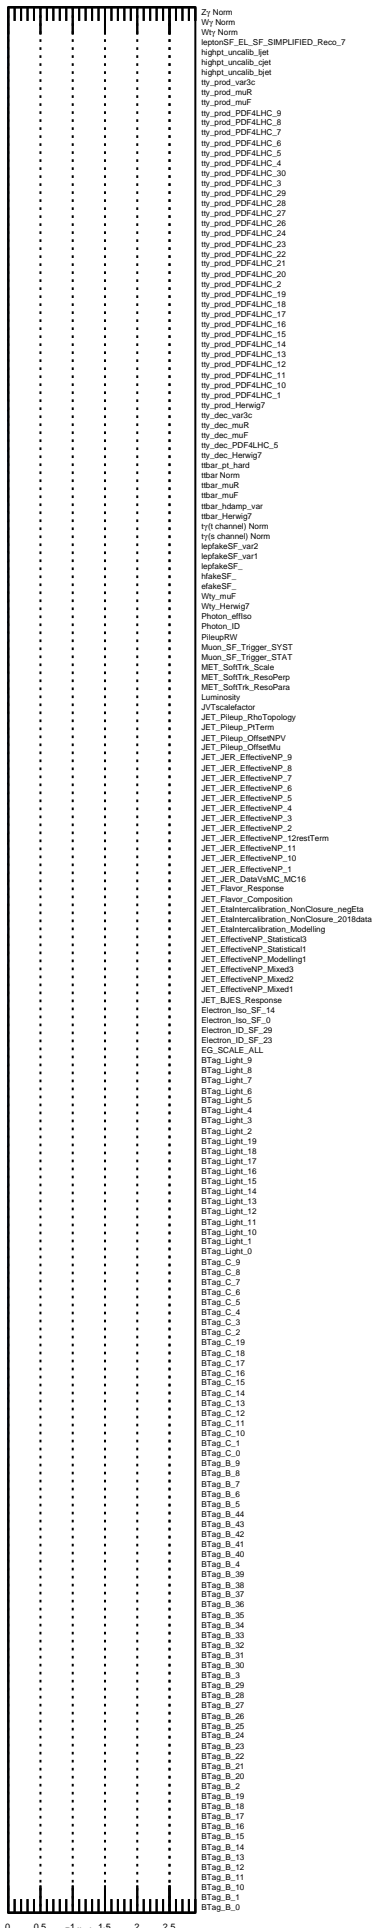 Zγ Norm
Wγ Norm
Wtγ Norm
leptonSF_EL_SF_SIMPLIFIED_Reco_7
highpt_uncalib_ljet
highpt_uncalib_cjet
highpt_uncalib_bjet
tty_prod_var3c
tty_prod_muR
tty_prod_muF
tty_prod_PDF4LHC_9
tty_prod_PDF4LHC_8
tty_prod_PDF4LHC_7
tty_prod_PDF4LHC_6
tty_prod_PDF4LHC_5
tty_prod_PDF4LHC_4
tty_prod_PDF4LHC_30
tty_prod_PDF4LHC_3
tty_prod_PDF4LHC_29
tty_prod_PDF4LHC_28
tty_prod_PDF4LHC_27
tty_prod_PDF4LHC_26
tty_prod_PDF4LHC_24
tty_prod_PDF4LHC_23
tty_prod_PDF4LHC_22
tty_prod_PDF4LHC_21
tty_prod_PDF4LHC_20
tty_prod_PDF4LHC_2
tty_prod_PDF4LHC_19
tty_prod_PDF4LHC_18
tty_prod_PDF4LHC_17
tty_prod_PDF4LHC_16
tty_prod_PDF4LHC_15
tty_prod_PDF4LHC_14
tty_prod_PDF4LHC_13
tty_prod_PDF4LHC_12
tty_prod_PDF4LHC_11
tty_prod_PDF4LHC_10
tty_prod_PDF4LHC_1
tty_prod_Herwig7
tty_dec_var3c
tty_dec_muR
tty_dec_muF
tty_dec_PDF4LHC_5
tty_dec_Herwig7
ttbar_pt_hard
ttbar Norm
ttbar_muR
ttbar_muF
ttbar_hdamp_var
ttbar_Herwig7
tγ(t channel) Norm
tγ(s channel) Norm
lepfakeSF_var2
lepfakeSF_var1
lepfakeSF_
hfakeSF_
efakeSF_
Wty_muF
Wty_Herwig7
Photon_effIso
Photon_ID
PileupRW
Muon_SF_Trigger_SYST
Muon_SF_Trigger_STAT
MET_SoftTrk_Scale
MET_SoftTrk_ResoPerp
MET_SoftTrk_ResoPara
Luminosity
JVTscalefactor
JET_Pileup_RhoTopology
JET_Pileup_PtTerm
JET_Pileup_OffsetNPV
JET_Pileup_OffsetMu
JET_JER_EffectiveNP_9
JET_JER_EffectiveNP_8
JET_JER_EffectiveNP_7
JET_JER_EffectiveNP_6
JET_JER_EffectiveNP_5
JET_JER_EffectiveNP_4
JET_JER_EffectiveNP_3
JET_JER_EffectiveNP_2
JET_JER_EffectiveNP_12restTerm
JET_JER_EffectiveNP_11
JET_JER_EffectiveNP_10
JET_JER_EffectiveNP_1
JET_JER_DataVsMC_MC16
JET_Flavor_Response
JET_Flavor_Composition
JET_EtaIntercalibration_NonClosure_negEta
JET_EtaIntercalibration_NonClosure_2018data
JET_EtaIntercalibration_Modelling
JET_EffectiveNP_Statistical3
JET_EffectiveNP_Statistical1
JET_EffectiveNP_Modelling1
JET_EffectiveNP_Mixed3
JET_EffectiveNP_Mixed2
JET_EffectiveNP_Mixed1
JET_BJES_Response
Electron_Iso_SF_14
Electron_Iso_SF_0
Electron_ID_SF_29
Electron_ID_SF_23
EG_SCALE_ALL
BTag_Light_9
BTag_Light_8
BTag_Light_7
BTag_Light_6
BTag_Light_5
BTag_Light_4
BTag_Light_3
BTag_Light_2
BTag_Light_19
BTag_Light_18
BTag_Light_17
BTag_Light_16
BTag_Light_15
BTag_Light_14
BTag_Light_13
BTag_Light_12
BTag_Light_11
BTag_Light_10
BTag_Light_1
BTag_Light_0
BTag_C_9
BTag_C_8
BTag_C_7
BTag_C_6
BTag_C_5
BTag_C_4
BTag_C_3
BTag_C_2
BTag_C_19
BTag_C_18
BTag_C_17
BTag_C_16
BTag_C_15
BTag_C_14
BTag_C_13
BTag_C_12
BTag_C_11
BTag_C_10
BTag_C_1
BTag_C_0
BTag_B_9
BTag_B_8
BTag_B_7
BTag_B_6
BTag_B_5
BTag_B_44
BTag_B_43
BTag_B_42
BTag_B_41
BTag_B_40
BTag_B_4
BTag_B_39
BTag_B_38
BTag_B_37
BTag_B_36
BTag_B_35
BTag_B_34
BTag_B_33
BTag_B_32
BTag_B_31
BTag_B_30
BTag_B_3
BTag_B_29
BTag_B_28
BTag_B_27
BTag_B_26
BTag_B_25
BTag_B_24
BTag_B_23
BTag_B_22
BTag_B_21
BTag_B_20
BTag_B_2
BTag_B_19
BTag_B_18
BTag_B_17
BTag_B_16
BTag_B_15
BTag_B_14
BTag_B_13
BTag_B_12
BTag_B_11
BTag_B_10
BTag_B_1
BTag_B_0
0 0.5 1 1.5 2 2.5